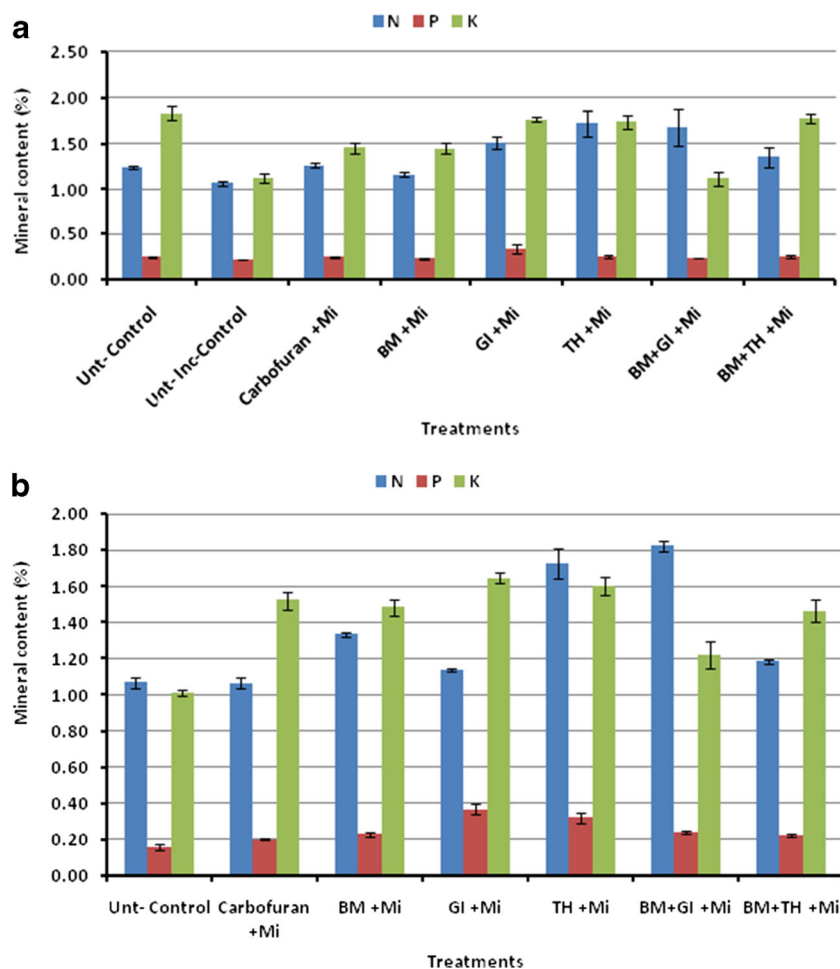 a
N P K
2.50
2.00
1.50
1.00
0.50
0.00
Mineral content (%)
Unt- Control
Unt- Inc-Control
Carbofuran +Mi
BM +Mi
GI +Mi
TH +Mi
BM+GI +Mi
BM+TH +Mi
Treatments
b
N P K
2.00
1.80
1.60
1.40
1.20
1.00
0.80
0.60
0.40
0.20
0.00
Mineral content (%)
Unt- Control
Carbofuran
+Mi
BM +Mi
GI +Mi
TH +Mi
BM+GI +Mi
BM+TH +Mi
Treatments